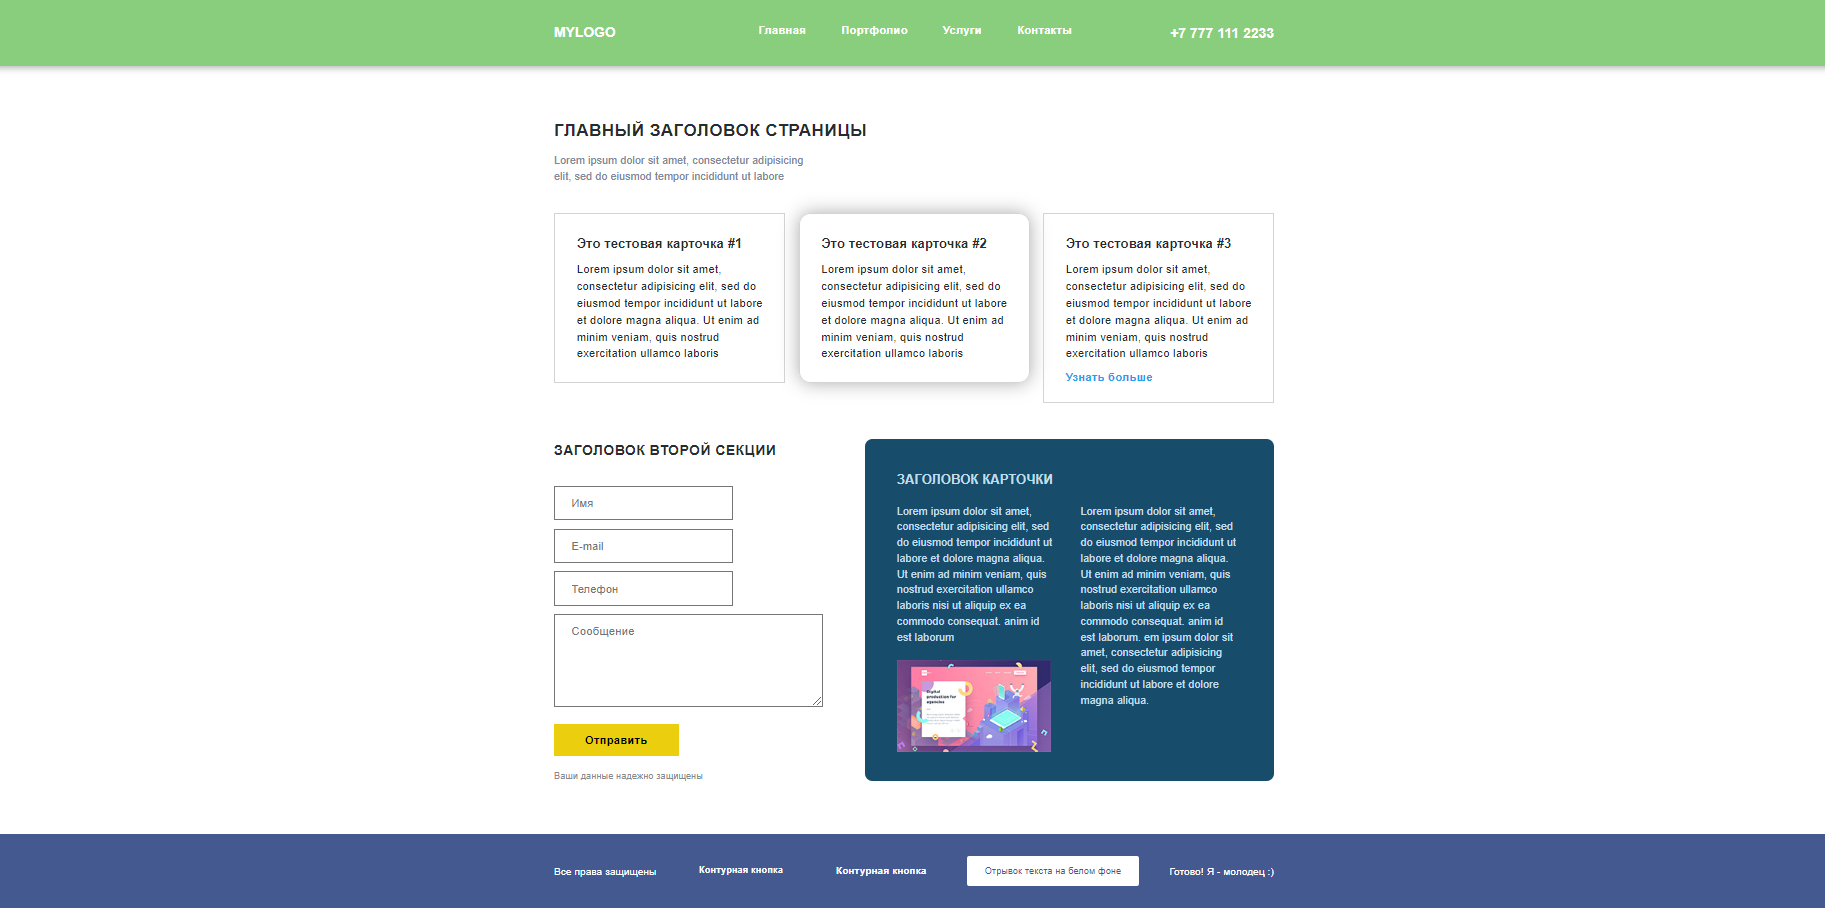 MYLOGO
Главная
Портфолио
Услуги
Контакты
+7 777 111 2233
ГЛАВНЫЙ ЗАГОЛОВОК СТРАНИЦЫ
Lorem ipsum dolor sit amet, consectetur adipisicing
elit, sed do eiusmod tempor incididunt ut labore
Это тестовая карточка #1
Lorem ipsum dolor sit amet,
consectetur adipisicing elit, sed do
eiusmod tempor incididunt ut labore
et dolore magna aliqua. Ut enim ad
minim veniam, quis nostrud
exercitation ullamco laboris
Это тестовая карточка #2
Lorem ipsum dolor sit amet,
consectetur adipisicing elit, sed do
eiusmod tempor incididunt ut labore
et dolore magna aliqua. Ut enim ad
minim veniam, quis nostrud
exercitation ullamco laboris
Это тестовая карточка #3
Lorem ipsum dolor sit amet,
consectetur adipisicing elit, sed do
eiusmod tempor incididunt ut labore
et dolore magna aliqua. Ut enim ad
minim veniam, quis nostrud
exercitation ullamco laboris
Узнать больше
ЗАГОЛОВОК ВТОРОЙ СЕКЦИИ
Имя
E-mail
Телефон
Сообщение
Отправить
Ваши данные надежно защищены
ЗАГОЛОВОК КАРТОЧКИ
Lorem ipsum dolor sit amet,
consectetur adipisicing elit, sed
do eiusmod tempor incididunt ut
labore et dolore magna aliqua.
Ut enim ad minim veniam, quis
nostrud exercitation ullamco
laboris nisi ut aliquip ex ea
commodo consequat. anim id
est laborum
Digital
production for
agencies
Lorem ipsum dolor sit amet,
consectetur adipisicing elit, sed
do eiusmod tempor incididunt ut
labore et dolore magna aliqua.
Ut enim ad minim veniam, quis
nostrud exercitation ullamco
laboris nisi ut aliquip ex ea
commodo consequat. anim id
est laborum. em ipsum dolor sit
amet, consectetur adipisicing
elit, sed do eiusmod tempor
incididunt ut labore et dolore
magna aliqua.
Все права защищены
Контурная кнопка
Контурная кнопка
Отрывок текста на белом фоне
Готово! Я - молодец :)